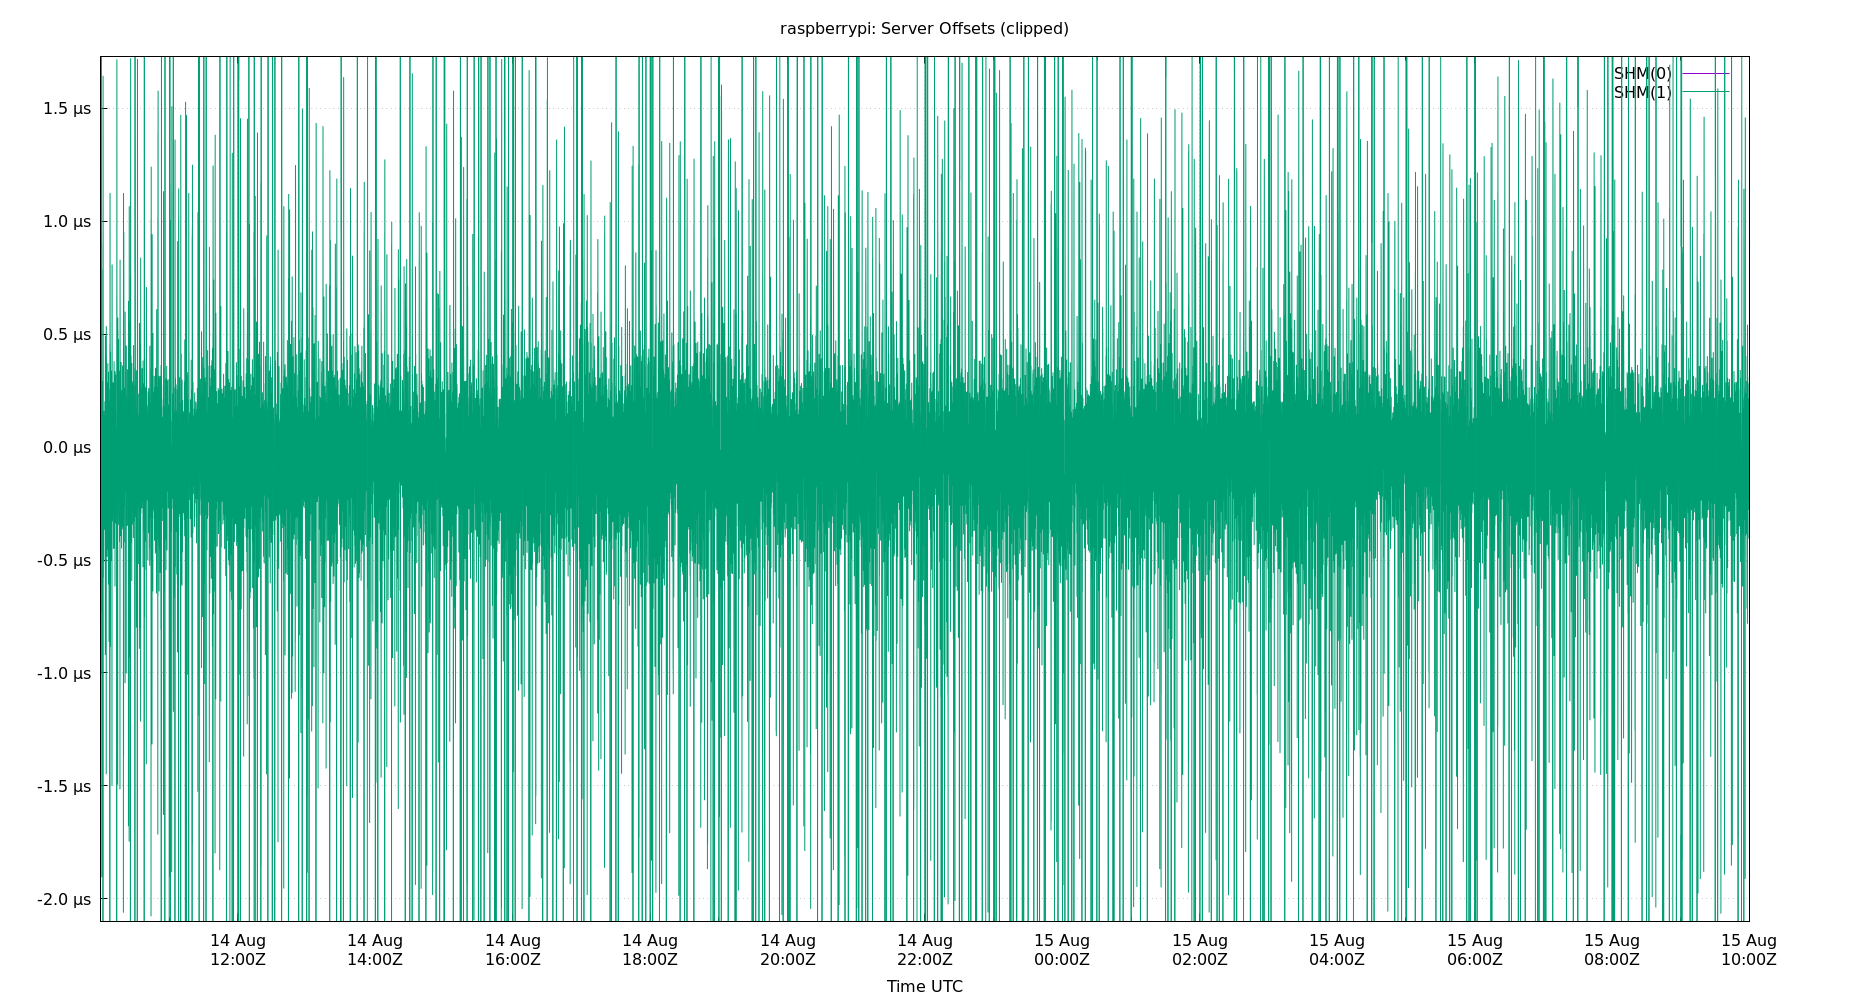 raspberrypi: Server Offsets (clipped)
SHM(0)
SHM(1)
1.5 µs
1.0 µs
0.5 µs
0.0 µs
-0.5 µs
-1.0 µs
-1.5 µs
-2.0 µs
14 Aug 14 Aug 14 Aug 14 Aug 14 Aug 14 Aug 15 Aug 15 Aug 15 Aug 15 Aug 15 Aug 15 Aug
12:00Z 14:00Z 16:00Z 18:00Z 20:00Z 22:00Z 00:00Z 02:00Z 04:00Z 06:00Z 08:00Z 10:00Z
Time UTC